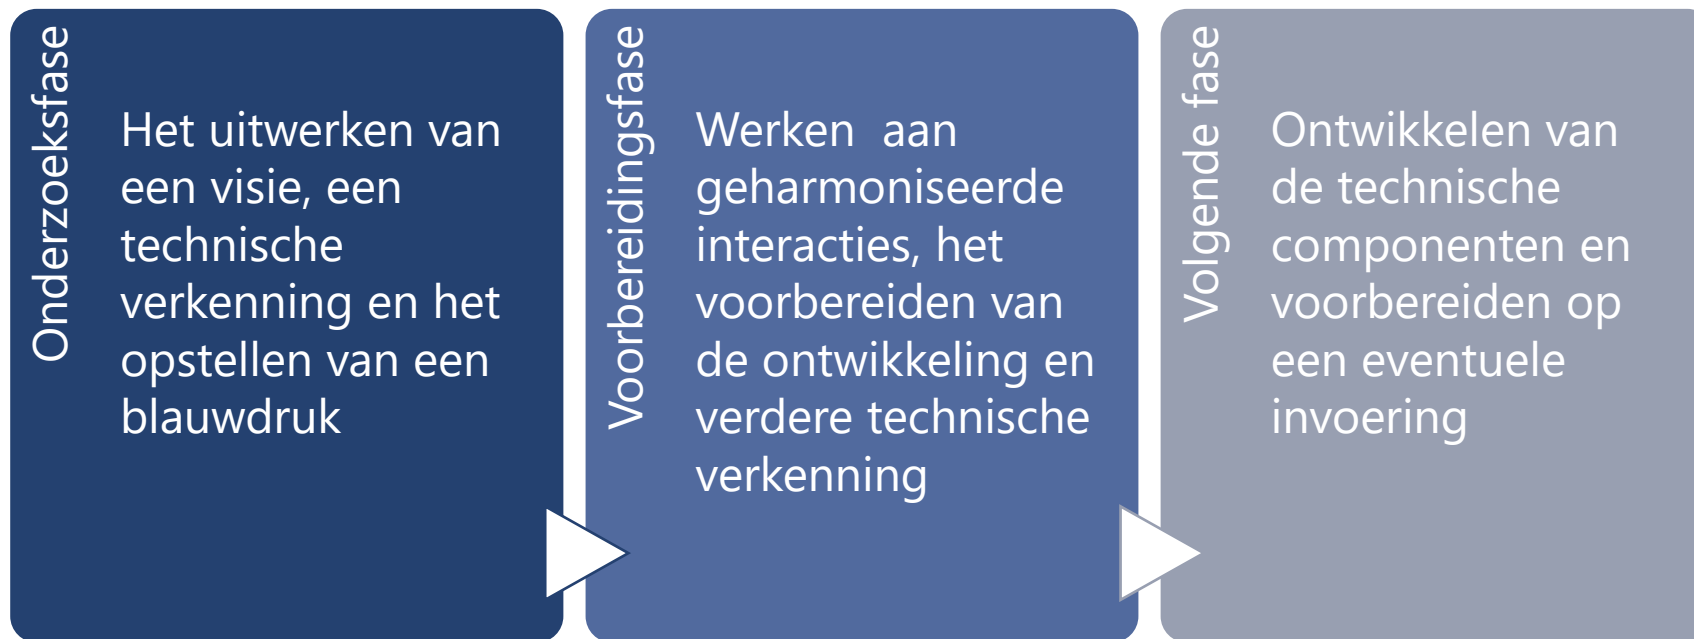 Onderzoeksfase
Het uitwerken van
een visie, een
technische
verkenning en het
opstellen van een
blauwdruk
Voorbereidingsfase
Werken  aan
geharmoniseerde
interacties, het
voorbereiden van
de ontwikkeling en
verdere technische
verkenning
Volgende fase
Ontwikkelen van
de technische
componenten en
voorbereiden op
een eventuele
invoering